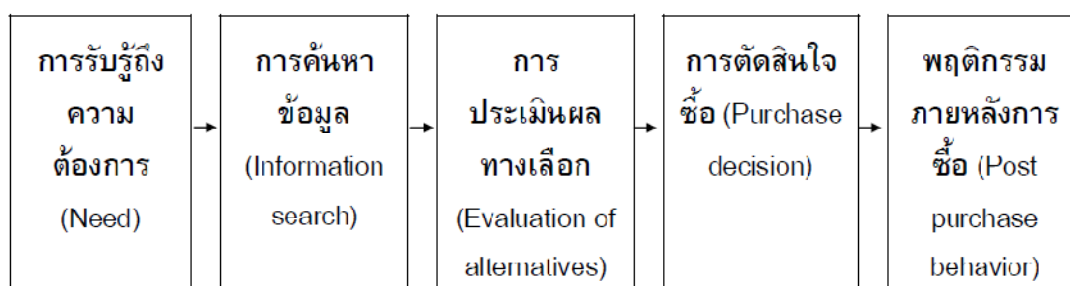 การรับรู้ถึง
ความ
ต้องการ
(Need)
การค้นหา
ข้อมูล
(Information
search)
การ
ประเมินผล
ทางเลือก
(Evaluation of
alternatives)
การตัดสินใจ
ซื้อ (Purchase
decision)
พฤติกรรม
ภายหลังการ
ซื้อ (Post
purchase
behavior)